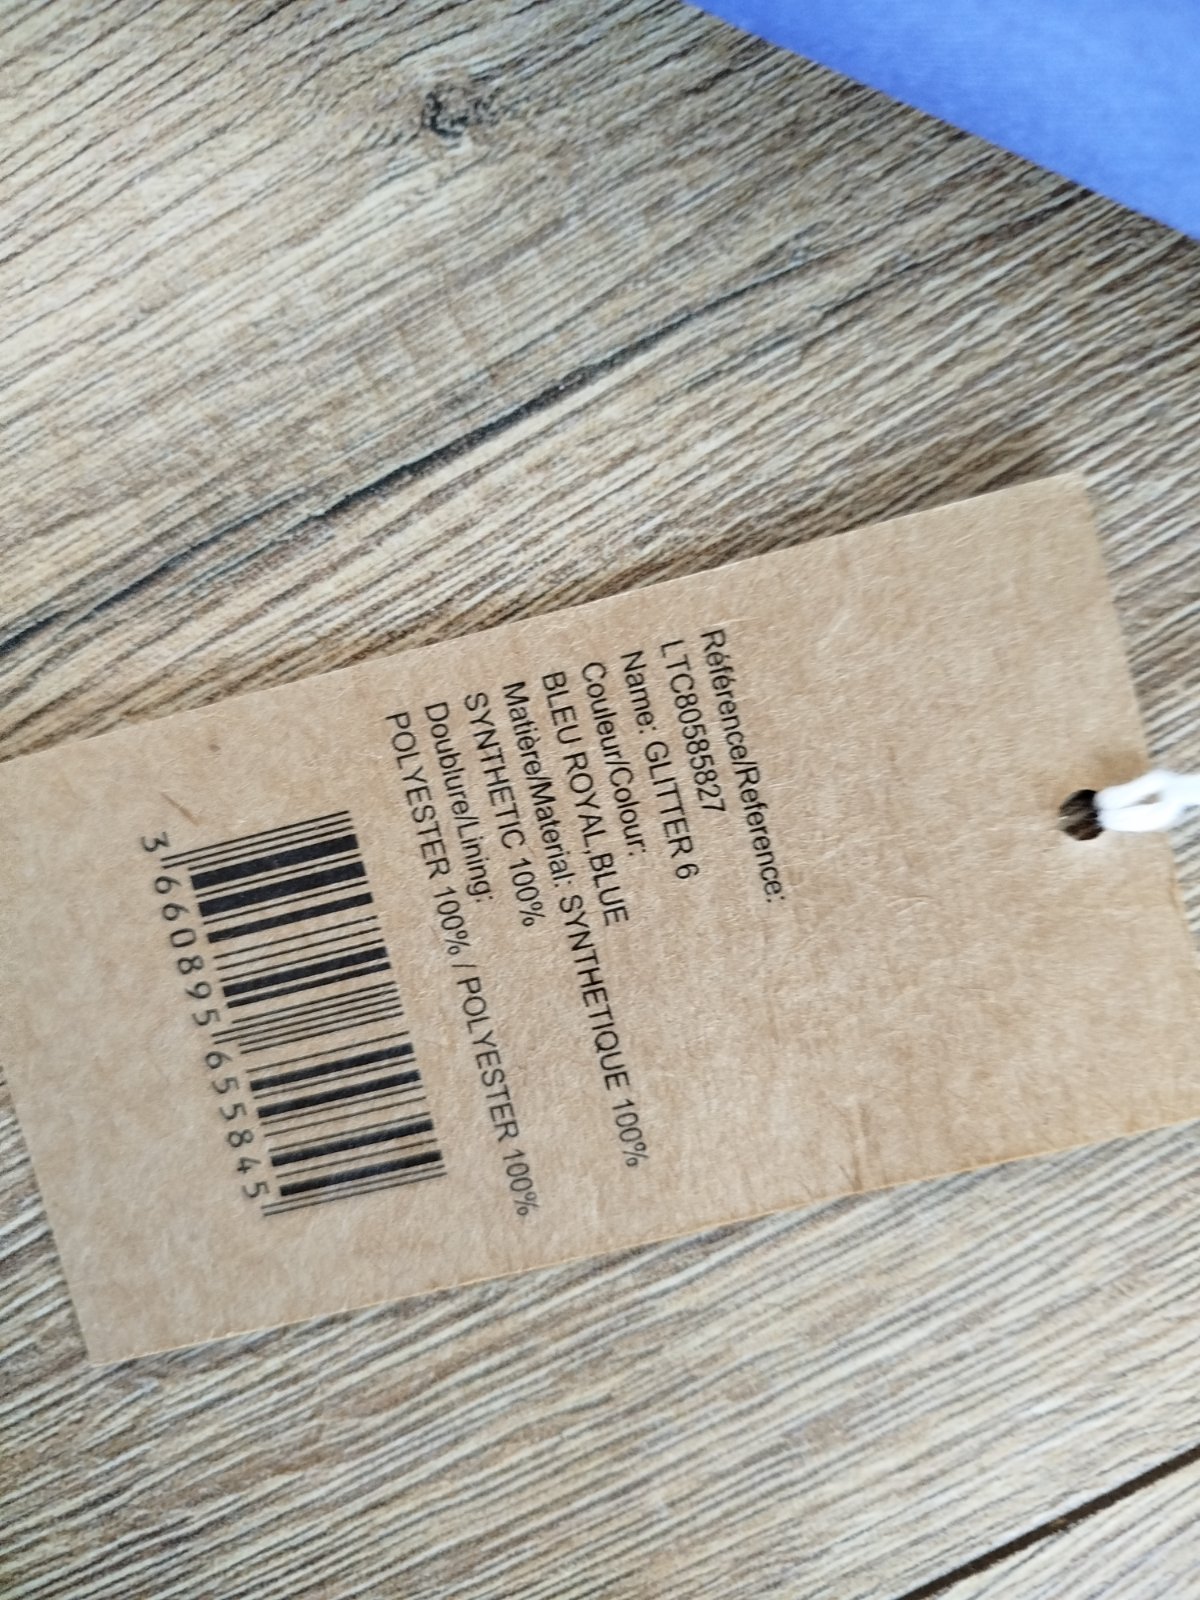 Référence/Reference:
LTC80585827
Name: GLITTER 6
Couleur/Colour:
BLEU ROYAL,BLUE
Matière/Material: SYNTHETIQUE 100%
SYNTHETIC 100%
Doublure/Lining:
POLYESTER 100% / POLYESTER 100%
3660895655845